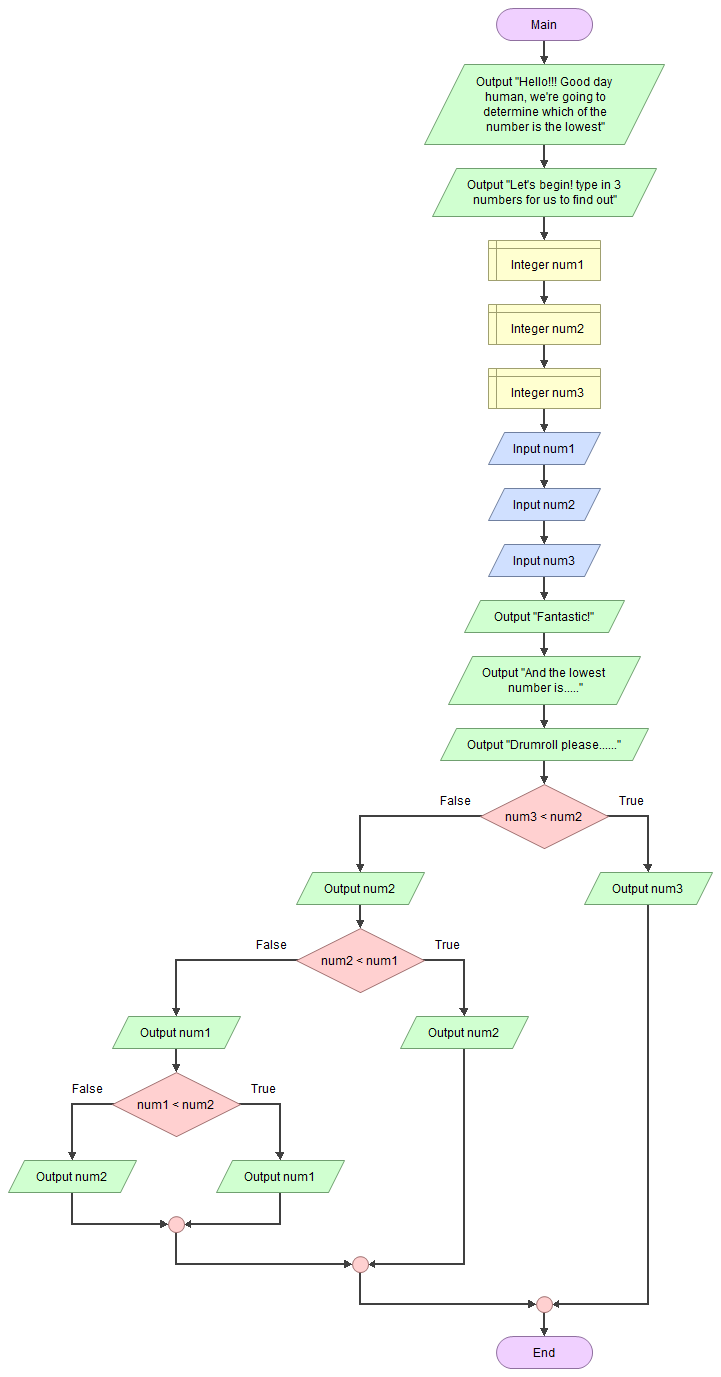 Main
Output "Hello!!! Good day
human, we're going to
determine which of the
number is the lowest"
Output "Let's begin! type in 3
numbers for us to find out"
Integer num1
Integer num2
Integer num3
Input num1
Input num2
Input num3
Output "Fantastic!"
Output "And the lowest
number is....."
Output "Drumroll please......"
False
num3 < num2
True
Output num2
Output num3
False
num2 < num1
True
Output num1
Output num2
False
num1 < num2
True
Output num2
Output num1
End